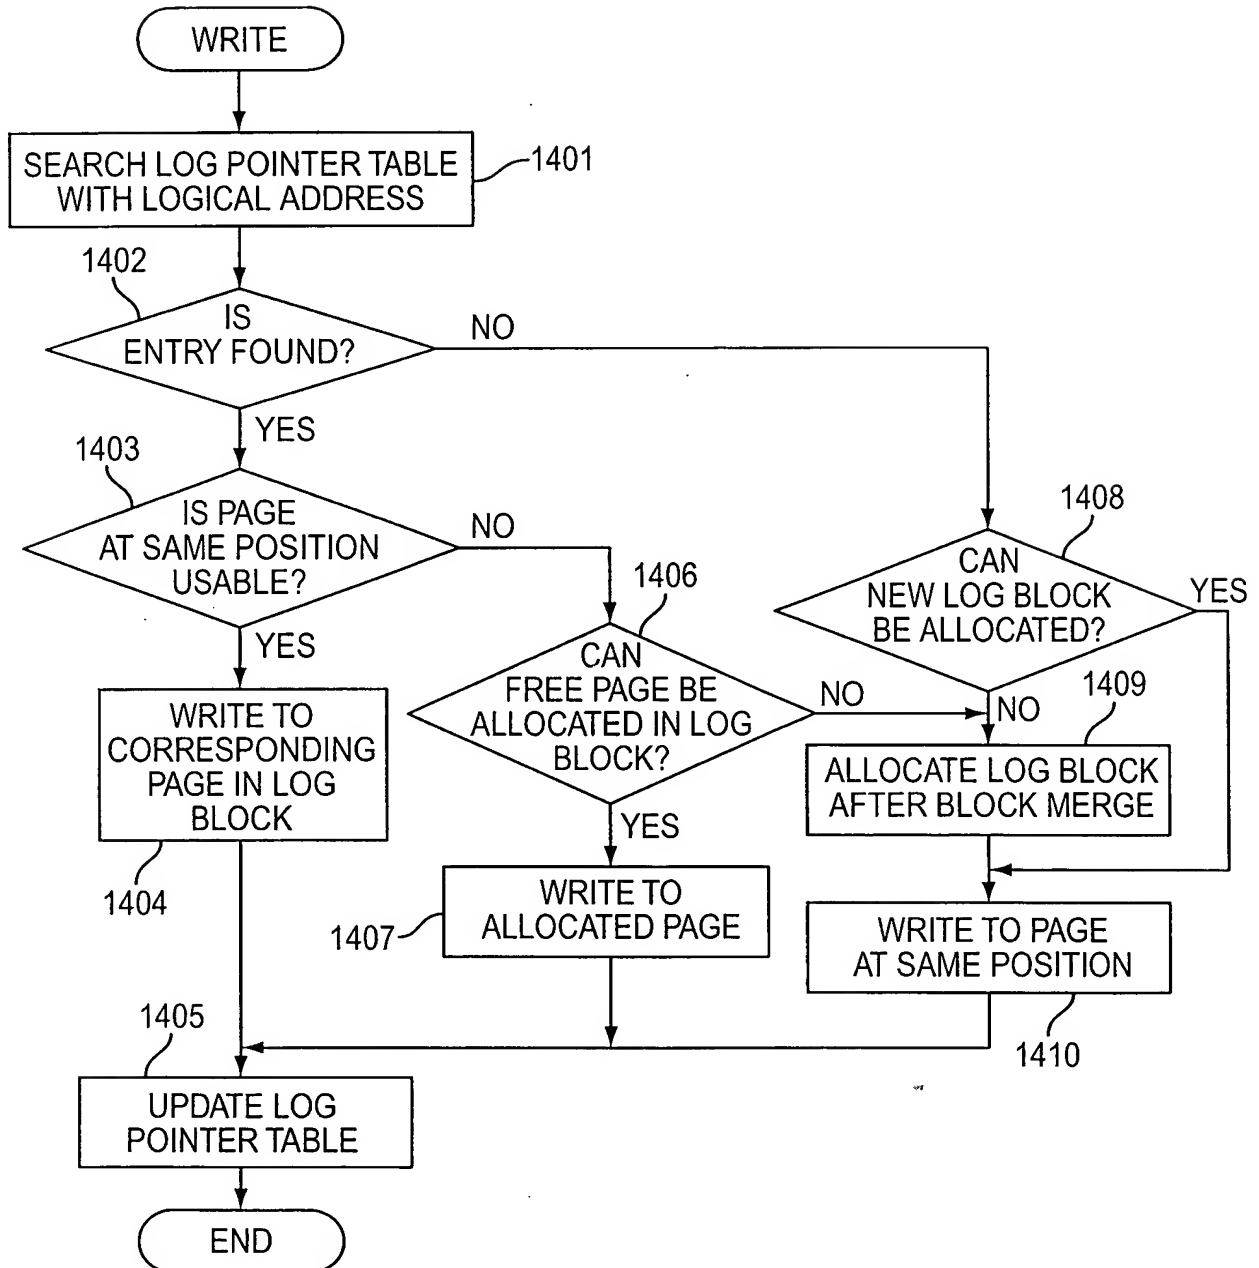 WRITE
SEARCH LOG POINTER TABLE
WITH LOGICAL ADDRESS
1401
1402
IS
ENTRY FOUND?
NO
YES
1403
IS PAGE
AT SAME POSITION
USABLE?
NO
YES
1408
CAN
NEW LOG BLOCK
BE ALLOCATED?
YES
NO
1406
CAN
FREE PAGE BE
ALLOCATED IN LOG
BLOCK?
NO
YES
WRITE TO
CORRESPONDING
PAGE IN LOG
BLOCK
1404
1409
ALLOCATE LOG BLOCK
AFTER BLOCK MERGE
WRITE TO
ALLOCATED PAGE
1407
WRITE TO PAGE
AT SAME POSITION
1410
1405
UPDATE LOG
POINTER TABLE
END